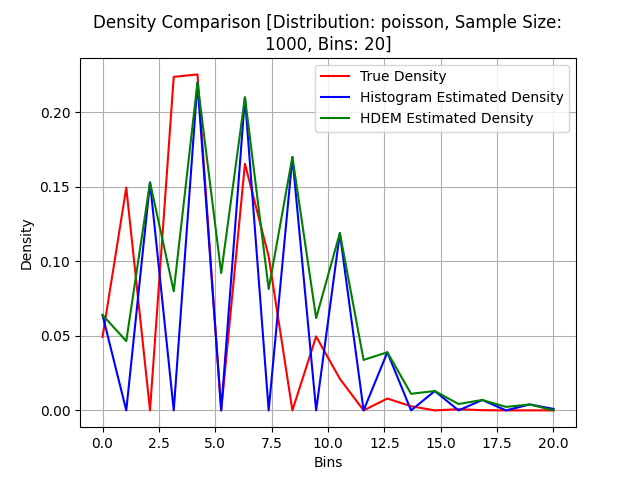 Density Comparison [Distribution: poisson, Sample Size:
1000, Bins: 20]
True Density
Histogram Estimated Density
HDEM Estimated Density
Density
0.20
0.15
0.10
0.05
0.00
0.0 2.5 5.0 7.5 10.0 12.5 15.0 17.5 20.0
Bins